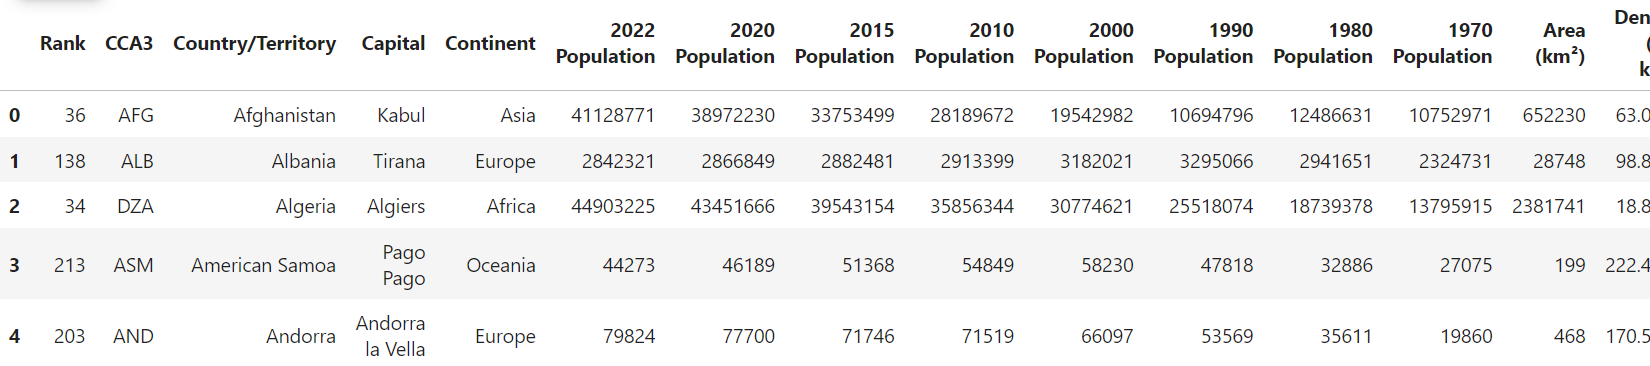 Rank CCA3 Country/Territory Capital Continent 2022 Population 2020 Population 2015 Population 2010 Population 2000 Population 1990 Population 1980 Population 1970 Population Area (km²)
0 36 AFG Afghanistan Kabul Asia 41128771 38972230 33753499 28189672 19542982 10694796 12486631 10752971 652230 63.0
1 138 ALB Albania Tirana Europe 2842321 2866849 2882481 2913399 3182021 3295066 2941651 2324731 28748 98.8
2 34 DZA Algeria Algiers Africa 44903225 43451666 39543154 35856344 30774621 25518074 18739378 13795915 2381741 18.8
3 213 ASM American Samoa Pago Pago Oceania 44273 46189 51368 54849 58230 47818 32886 27075 199 222.4
4 203 AND Andorra Andorra la Vella Europe 79824 77700 71746 71519 66097 53569 35611 19860 468 170.5